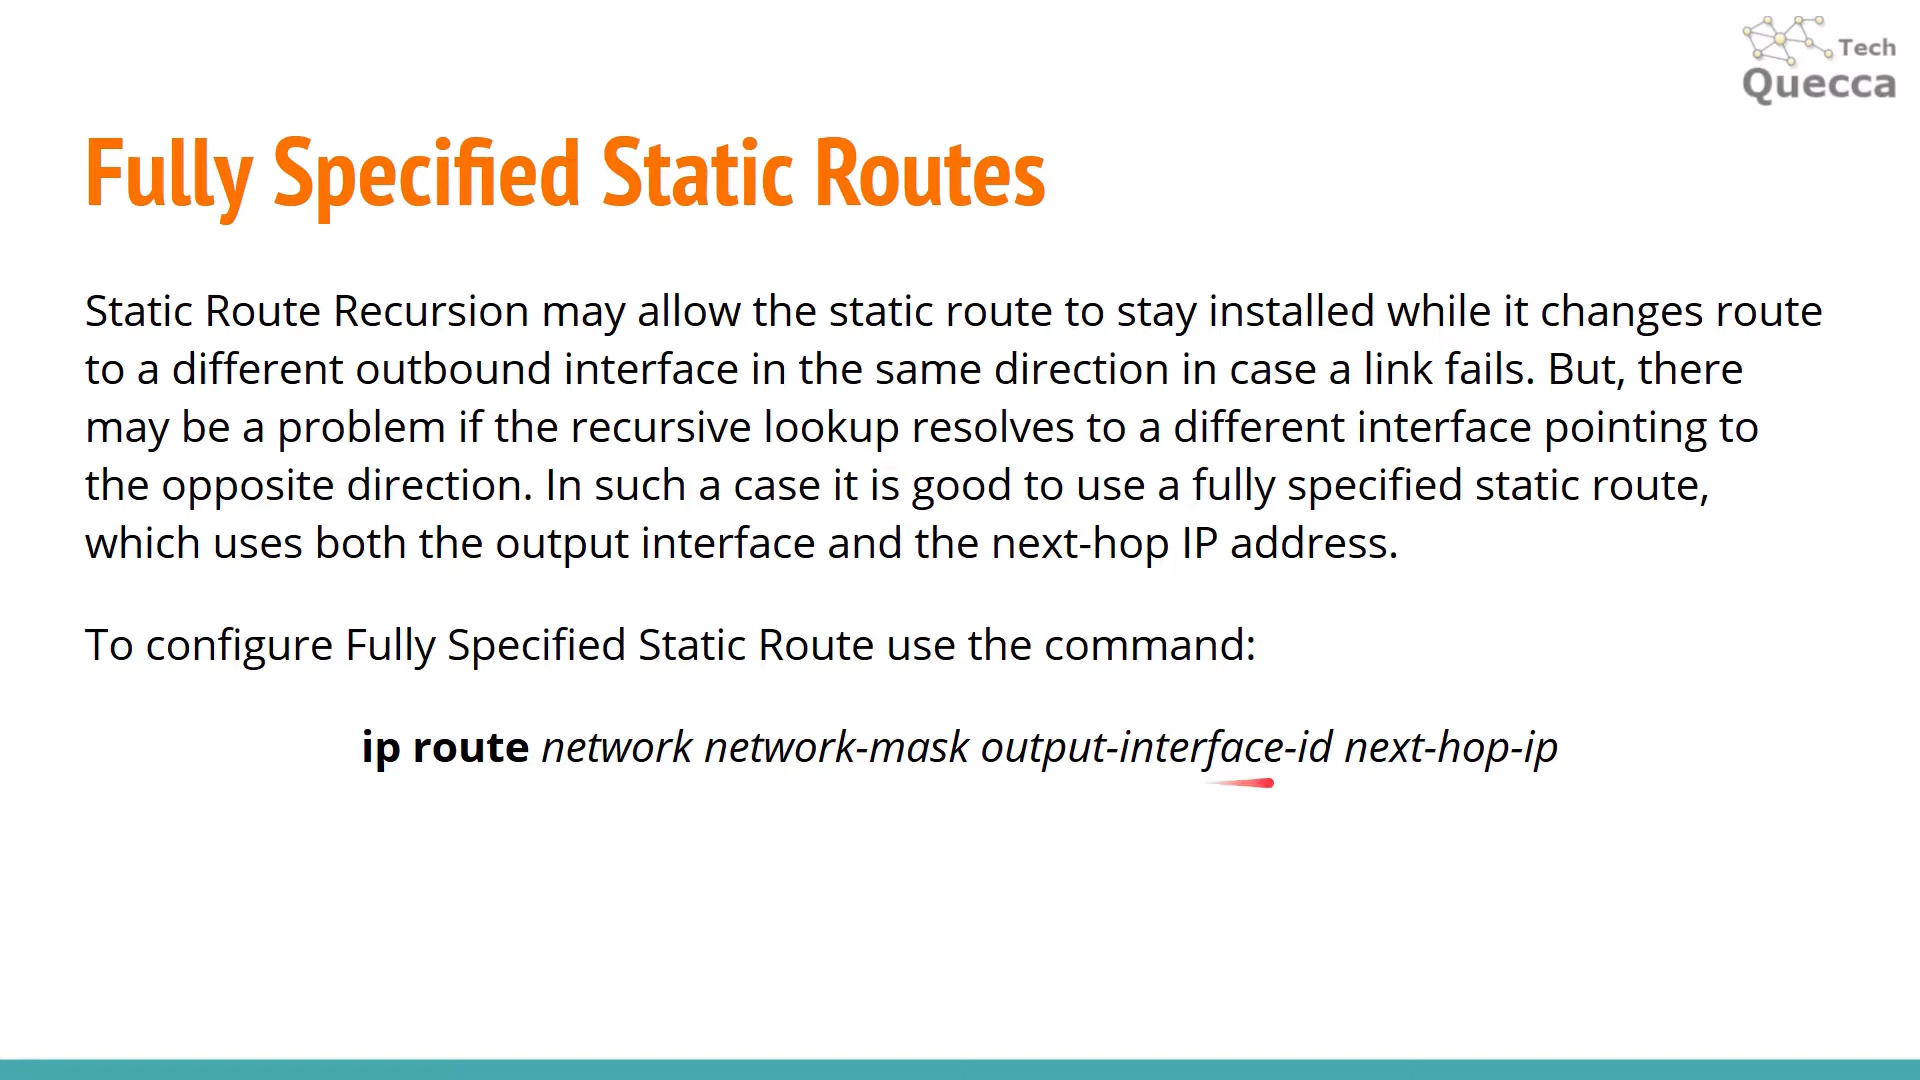 Tech
Quecca
Fully Specified Static Routes
Static Route Recursion may allow the static route to stay installed while it changes route
to a different outbound interface in the same direction in case a link fails. But, there
may be a problem if the recursive lookup resolves to a different interface pointing to
the opposite direction. In such a case it is good to use a fully specified static route,
which uses both the output interface and the next-hop IP address.
To configure Fully Specified Static Route use the command:
ip route network network-mask output-interface-id next-hop-ip